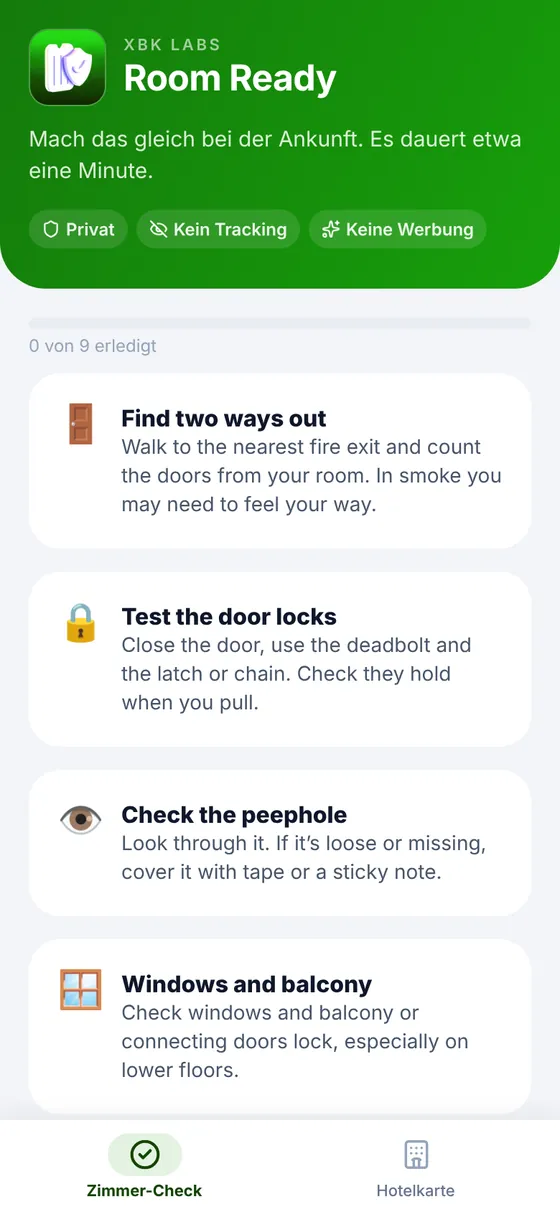 XBK LABS
Room Ready
Mach das gleich bei der Ankunft. Es dauert etwa
eine Minute.
Privat
Kein Tracking
Keine Werbung
0 von 9 erledigt
Find two ways out
Walk to the nearest fire exit and count
the doors from your room. In smoke you
may need to feel your way.
Test the door locks
Close the door, use the deadbolt and
the latch or chain. Check they hold
when you pull.
Check the peephole
Look through it. If it’s loose or missing,
cover it with tape or a sticky note.
Windows and balcony
Check windows and balcony or
connecting doors lock, especially on
lower floors.
Zimmer-Check
Hotelkarte